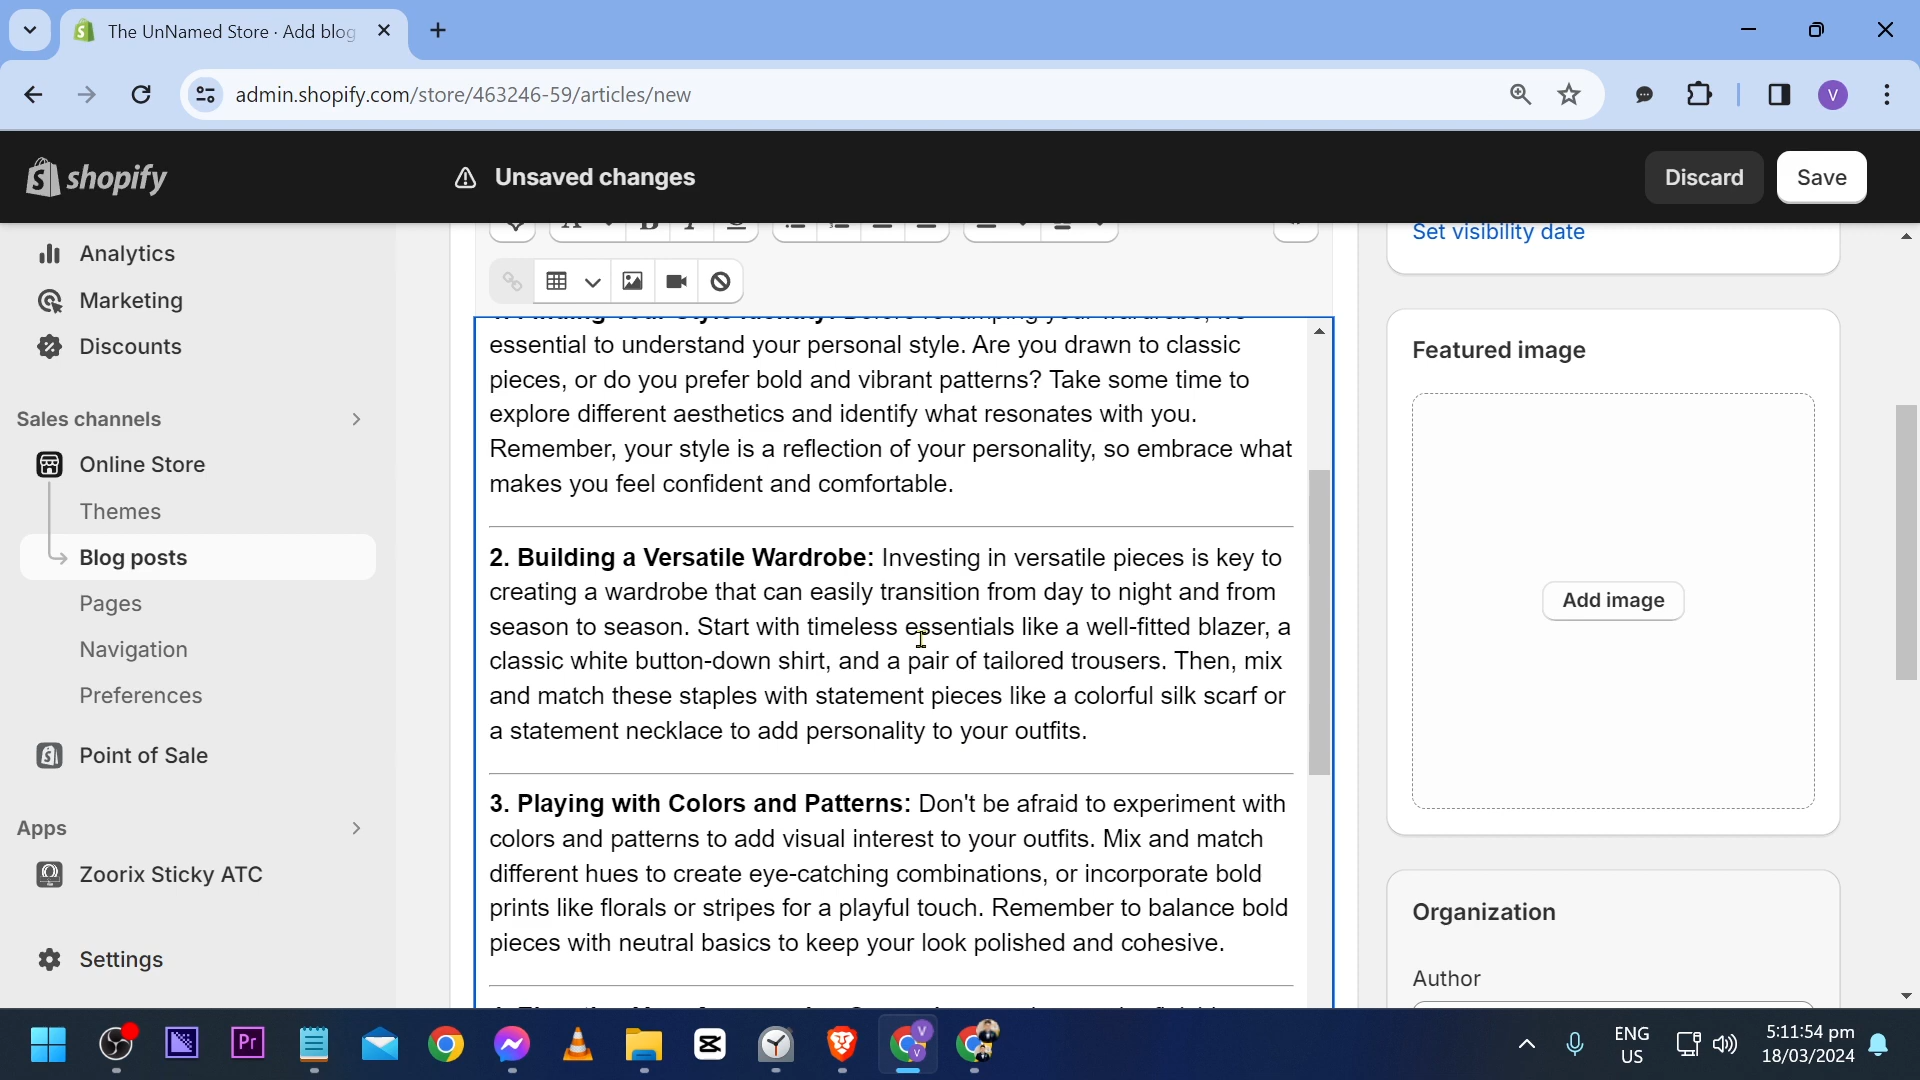 The UnNamed Store · Add blog
admin.shopify.com/store/463246-59/articles/new
V
shopify
Unsaved changes
Discard
Save
Analytics
Marketing
Discounts
Sales channels
Online Store
Themes
Blog posts
Pages
Navigation
Preferences
Point of Sale
Apps
Zoorix Sticky ATC
Settings
1. Finding Your Style Identity: Before revamping your wardrobe, it's
essential to understand your personal style. Are you drawn to classic
pieces, or do you prefer bold and vibrant patterns? Take some time to
explore different aesthetics and identify what resonates with you.
Remember, your style is a reflection of your personality, so embrace what
makes you feel confident and comfortable.
2. Building a Versatile Wardrobe: Investing in versatile pieces is key to
creating a wardrobe that can easily transition from day to night and from
season to season. Start with timeless essentials like a well-fitted blazer, a
classic white button-down shirt, and a pair of tailored trousers. Then, mix
and match these staples with statement pieces like a colorful silk scarf or
a statement necklace to add personality to your outfits.
3. Playing with Colors and Patterns: Don't be afraid to experiment with
colors and patterns to add visual interest to your outfits. Mix and match
different hues to create eye-catching combinations, or incorporate bold
prints like florals or stripes for a playful touch. Remember to balance bold
pieces with neutral basics to keep your look polished and cohesive.
Set visibility date
Featured image
Add image
Organization
Author
Pr
V
V
ENG
US
5:11:54 pm
18/03/2024